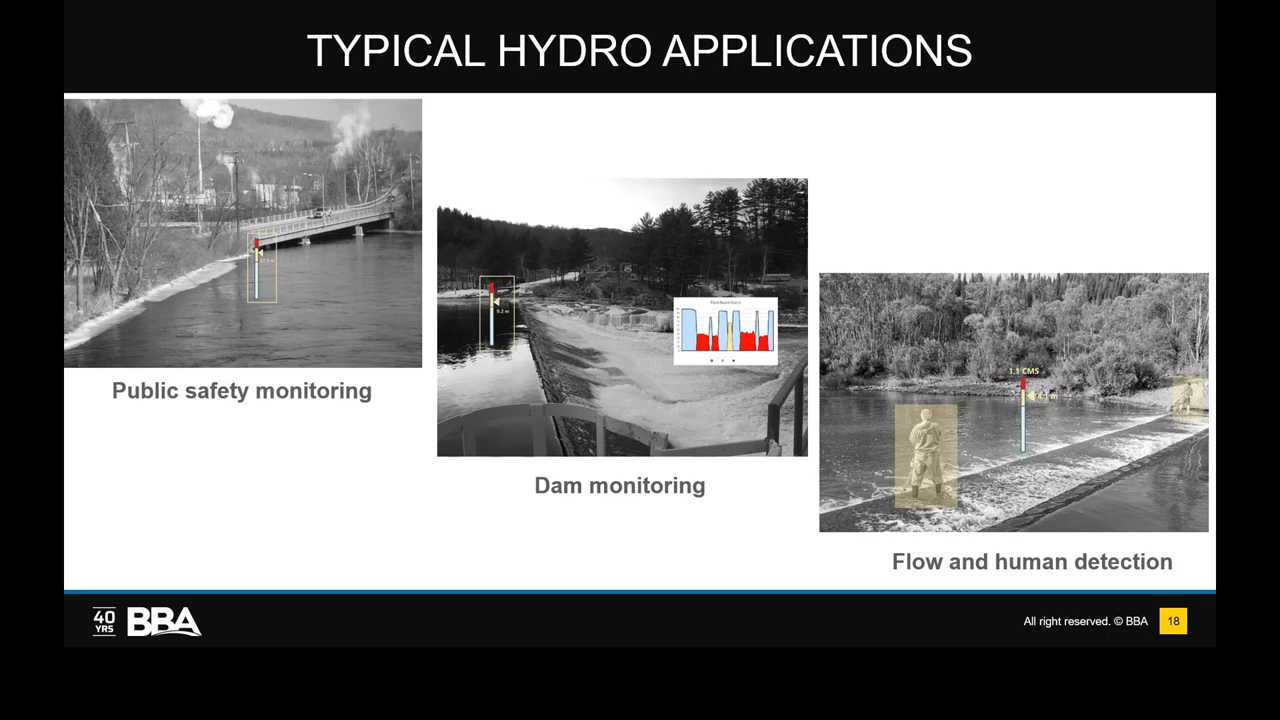 TYPICAL HYDRO APPLICATIONS
Public safety monitoring
9.2 m
Dam monitoring
1.1 CMS
Flow and human detection
40
YRS
BBA
All right reserved. © BBA
18